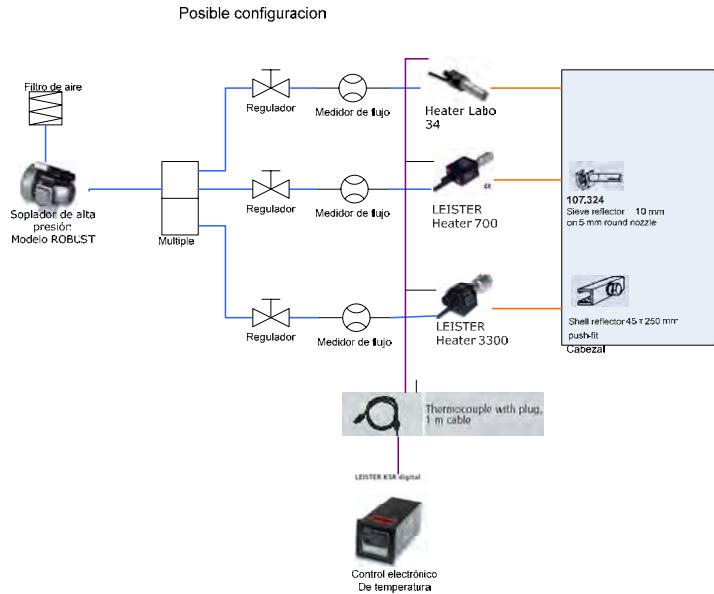 Posible configuracion
Filtro de aire
Soplador de alta
presión:
Modelo ROBUST
Multiple
Regulador
Medidor de flujo
Heater Labo
34
Regulador
Medidor de flujo
LEISTER
Heater 700
107.324
Sieve reflector 10 mm
on 5 mm round nozzle
Regulador
Medidor de flujo
LEISTER
Heater 3300
Shell reflector 45 x 250 mm
push-fit
Cabezal
Thermocouple with plug,
1 m cable
LEISTER KSR digital
Control electrónico
De temperatura